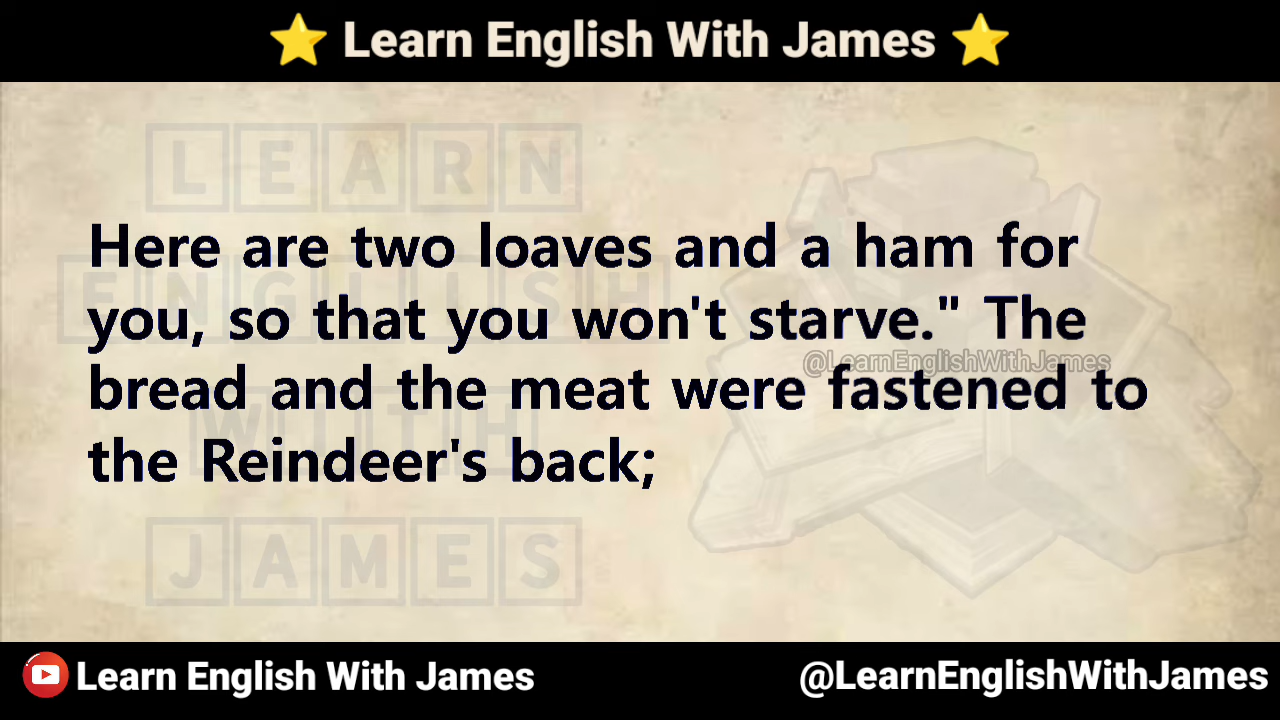 ⭐ Learn English With James ⭐
LEARN
ENGLISH
WITH
JAMES
Here are two loaves and a ham for
you, so that you won't starve." The
@LearnEnglishWithJames
bread and the meat were fastened to
the Reindeer's back;
Learn English With James
@LearnEnglishWithJames